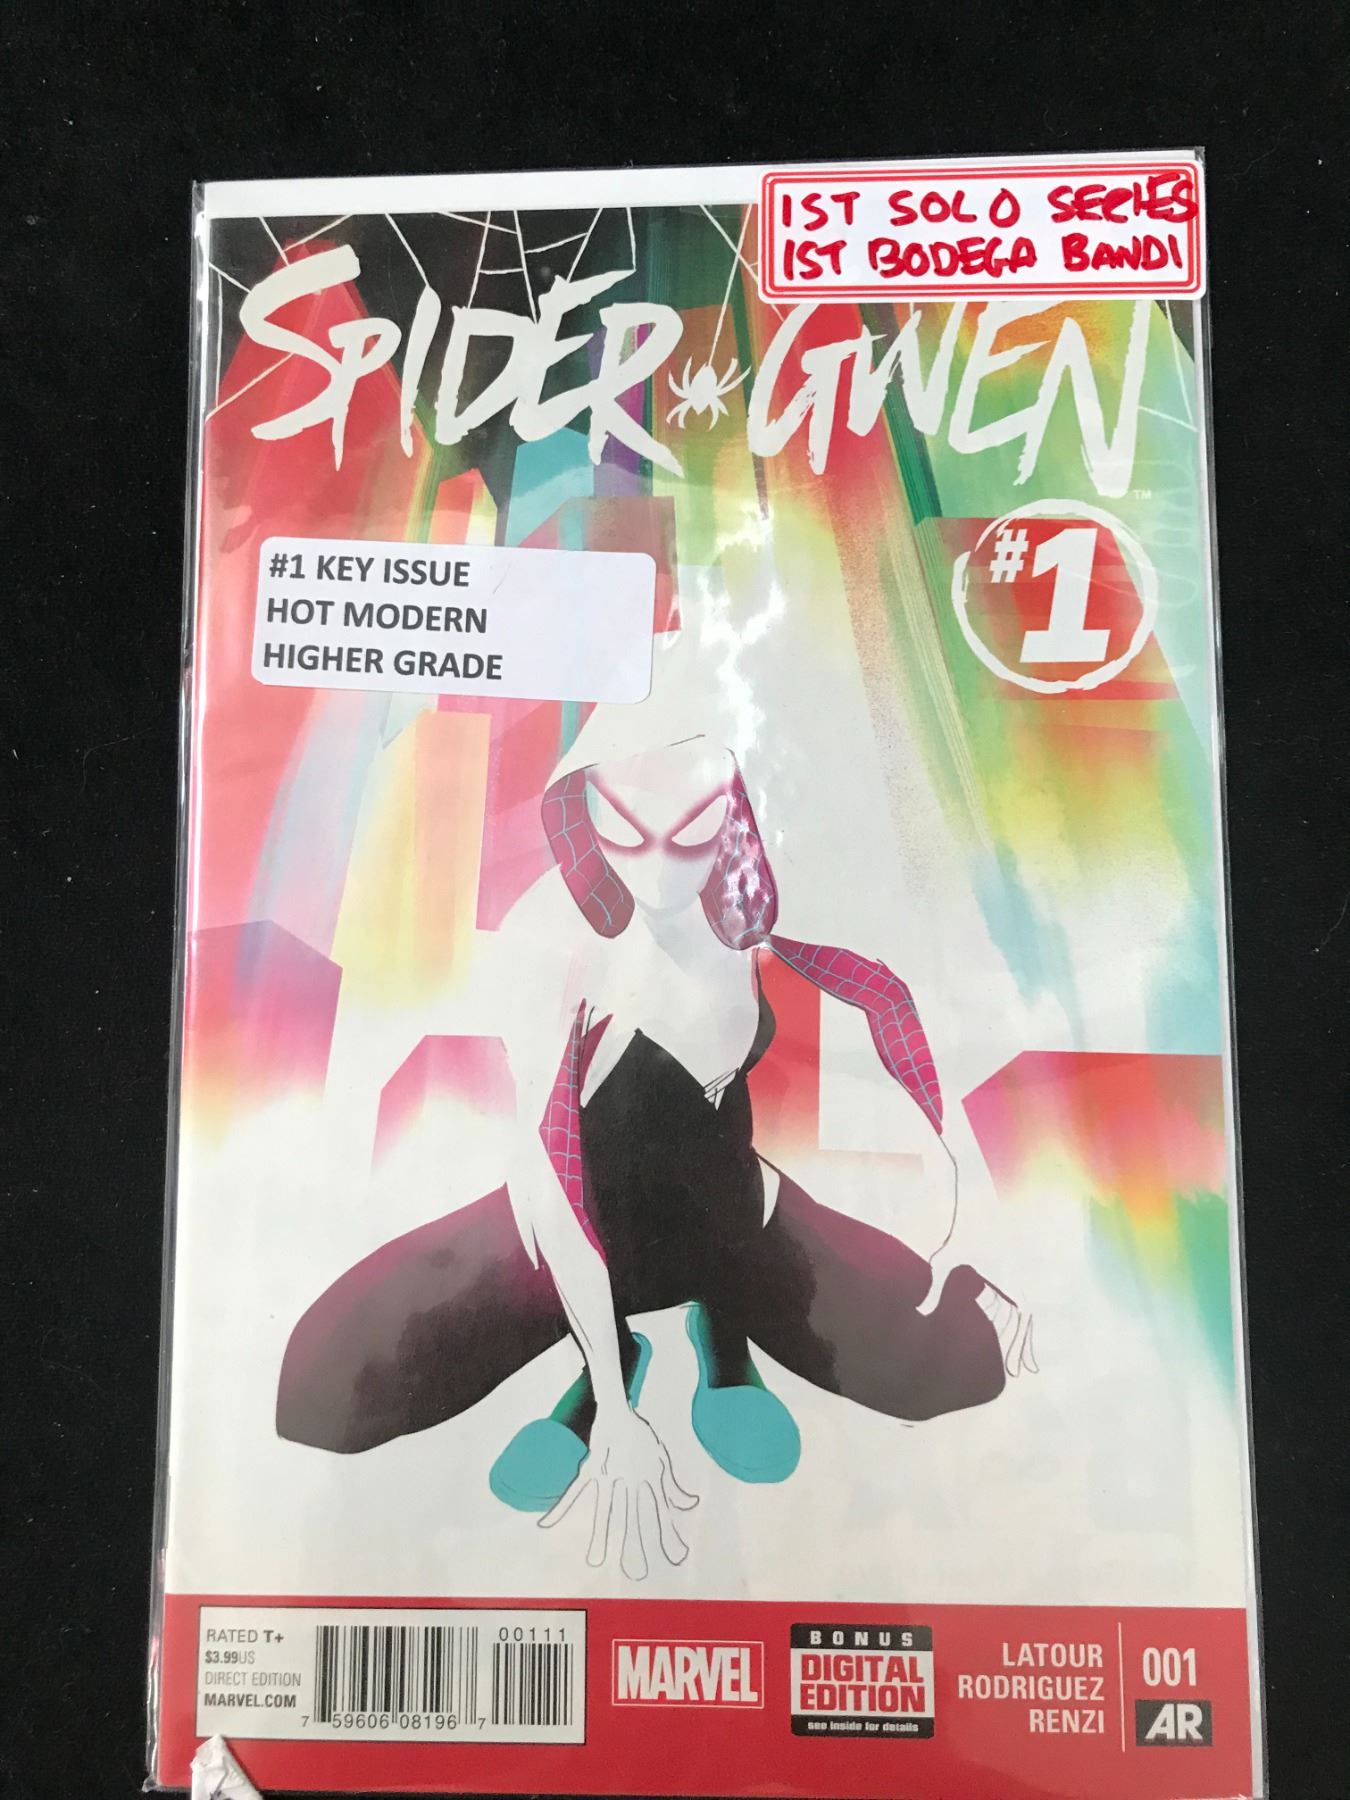 1ST SOLO SERIES
1ST BODEGA BANDI
SPIDER GWEN
TM
#1
#1 KEY ISSUE
HOT MODERN
HIGHER GRADE
RATED T+
$3.99US
DIRECT EDITION
MARVEL.COM
00111
7 59606 08196 7
MARVEL
BONUS
DIGITAL
EDITION
see inside for details
LATOUR
RODRIGUEZ
RENZI
001
AR